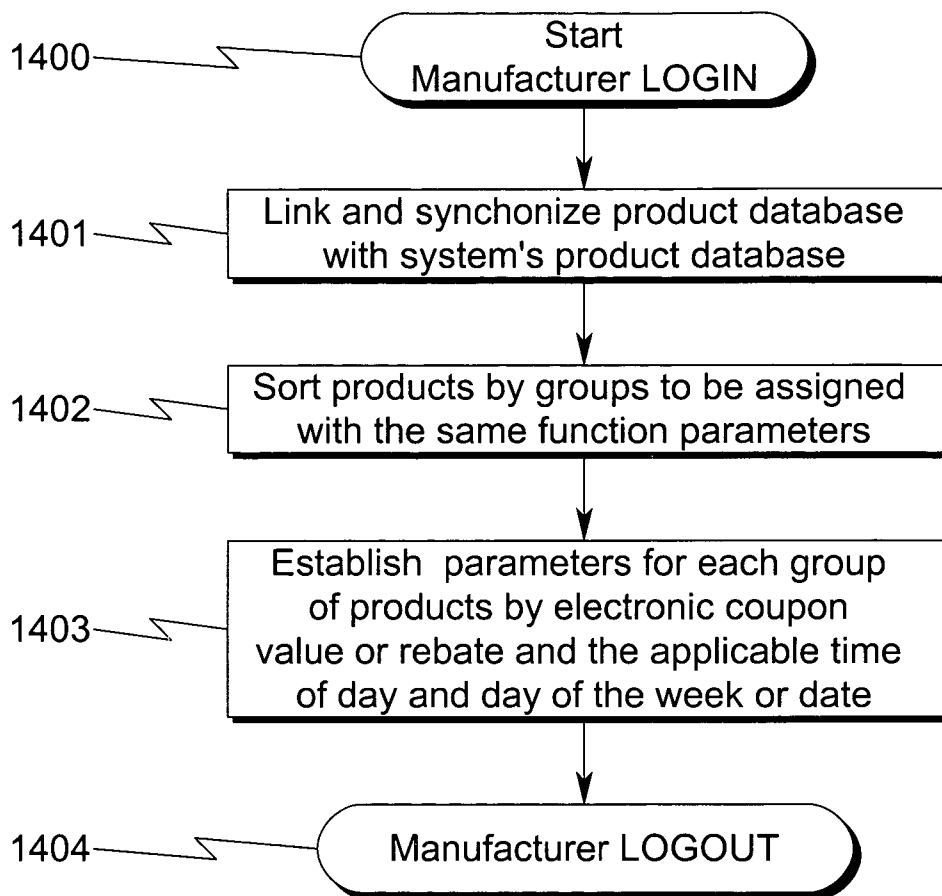 1400
Start
Manufacturer LOGIN
1401
Link and synchonize product database
with system's product database
1402
Sort products by groups to be assigned
with the same function parameters
1403
Establish parameters for each group
of products by electronic coupon
value or rebate and the applicable time
of day and day of the week or date
1404
Manufacturer LOGOUT